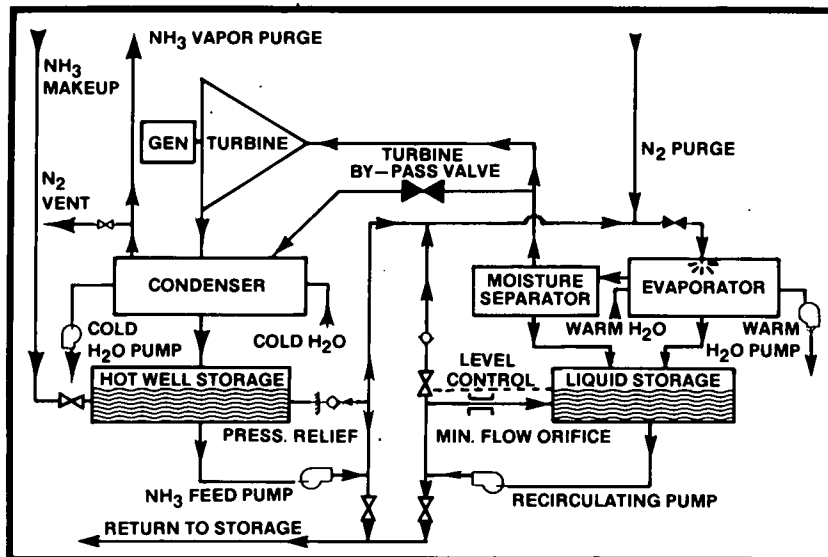 NH3 VAPOR PURGE
NH3
MAKEUP
GEN
TURBINE
TURBINE
BY-PASS VALVE
N2 PURGE
N2
VENT
CONDENSER
MOISTURE
SEPARATOR
EVAPORATOR
COLD
H2O PUMP
COLD H2O
WARM H2O
WARM
H2O PUMP
HOT WELL STORAGE
LEVEL
CONTROL
LIQUID STORAGE
PRESS. RELIEF
MIN. FLOW ORIFICE
NH3 FEED PUMP
RECIRCULATING PUMP
RETURN TO STORAGE